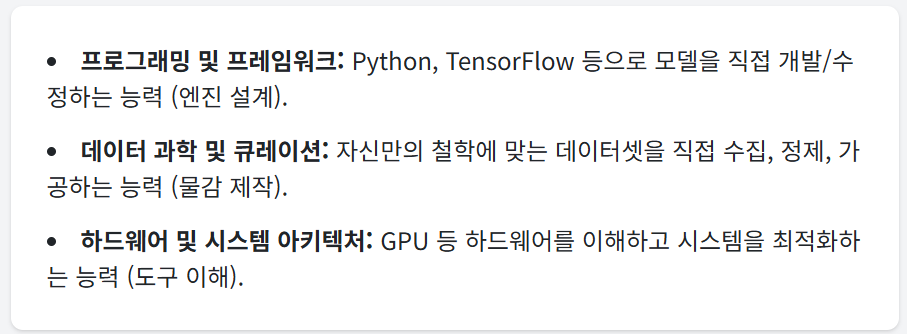 • 프로그래밍 및 프레임워크: Python, TensorFlow 등으로 모델을 직접 개발/수
정하는 능력 (엔진 설계).
• 데이터 과학 및 큐레이션: 자신만의 철학에 맞는 데이터셋을 직접 수집, 정제, 가
공하는 능력 (물감 제작).
• 하드웨어 및 시스템 아키텍처: GPU 등 하드웨어를 이해하고 시스템을 최적화하
는 능력 (도구 이해).